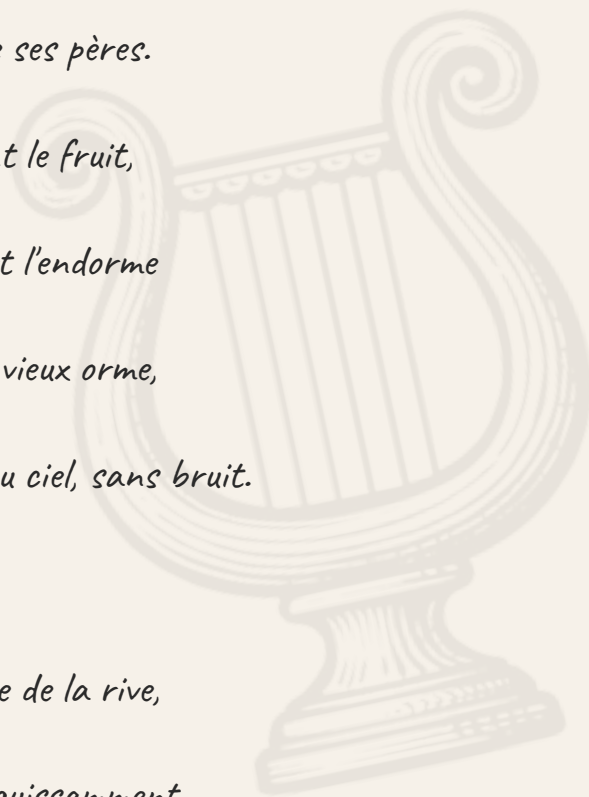 ses pères.
t le fruit,
t l'endorme
vieux orme,
u ciel, sans bruit.
e de la rive,